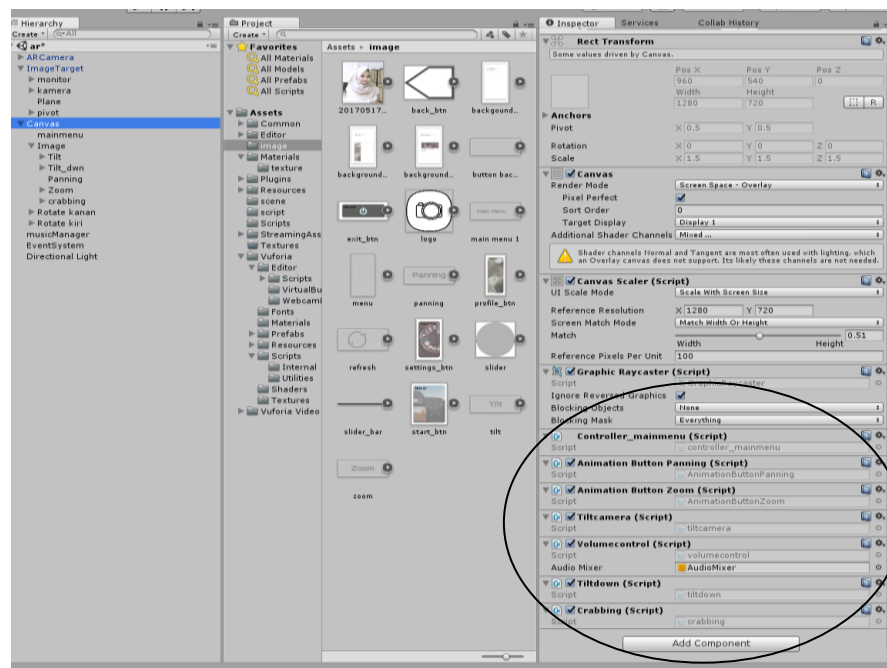 Hierarchy
Create
All
ar*
ARCamera
ImageTarget
monitor
kamera
Plane
pivot
Canvas
mainmenu
Image
Tilt
Tilt_dwn
Panning
Zoom
crabbing
Rotate kanan
Rotate kiri
musicManager
EventSystem
Directional Light
Project
Create
Favorites
All Materials
All Models
All Prefabs
All Scripts
Assets
Common
Editor
image
Materials
texture
Plugins
Resources
scene
script
Scripts
StreamingAss
Textures
Vuforia
Editor
Scripts
VirtualBu
Webcaml
Fonts
Materials
Prefabs
Resources
Scripts
Internal
Utilities
Shaders
Textures
Vuforia Video
Assets image
20170517.. back_btn backgound..
background.. background.. button bac..
exit_btn logo Main Menu main menu 1
menu Panning panning profile_btn
refresh settings_btn slider
slider_bar start_btn Tilt tilt
Zoom
zoom
Inspector Services Collab History
Rect Transform
Some values driven by Canvas.
Pos X Pos Y Pos Z
960 540 0
Width Height
1280 720
R
Anchors
Pivot X 0.5 Y 0.5
Rotation X 0 Y 0 Z 0
Scale X 1.5 Y 1.5 Z 1.5
Canvas
Render Mode Screen Space - Overlay
Pixel Perfect
Sort Order 0
Target Display Display 1
Additional Shader Channels Mixed ...
Shader channels Normal and Tangent are most often used with lighting, which
an Overlay canvas does not support. Its likely these channels are not needed.
Canvas Scaler (Script)
UI Scale Mode Scale With Screen Size
Reference Resolution X 1280 Y 720
Screen Match Mode Match Width Or Height
Match 0.51
Width Height
Reference Pixels Per Unit 100
Graphic Raycaster (Script)
Script GraphicRaycaster
Ignore Reversed Graphics
Blocking Objects None
Blocking Mask Everything
Controller_mainmenu (Script)
Script controller_mainmenu
Animation Button Panning (Script)
Script AnimationButtonPanning
Animation Button Zoom (Script)
Script AnimationButtonZoom
Tiltcamera (Script)
Script tiltcamera
Volumecontrol (Script)
Script volumecontrol
Audio Mixer AudioMixer
Tiltdown (Script)
Script tiltdown
Crabbing (Script)
Script crabbing
Add Component